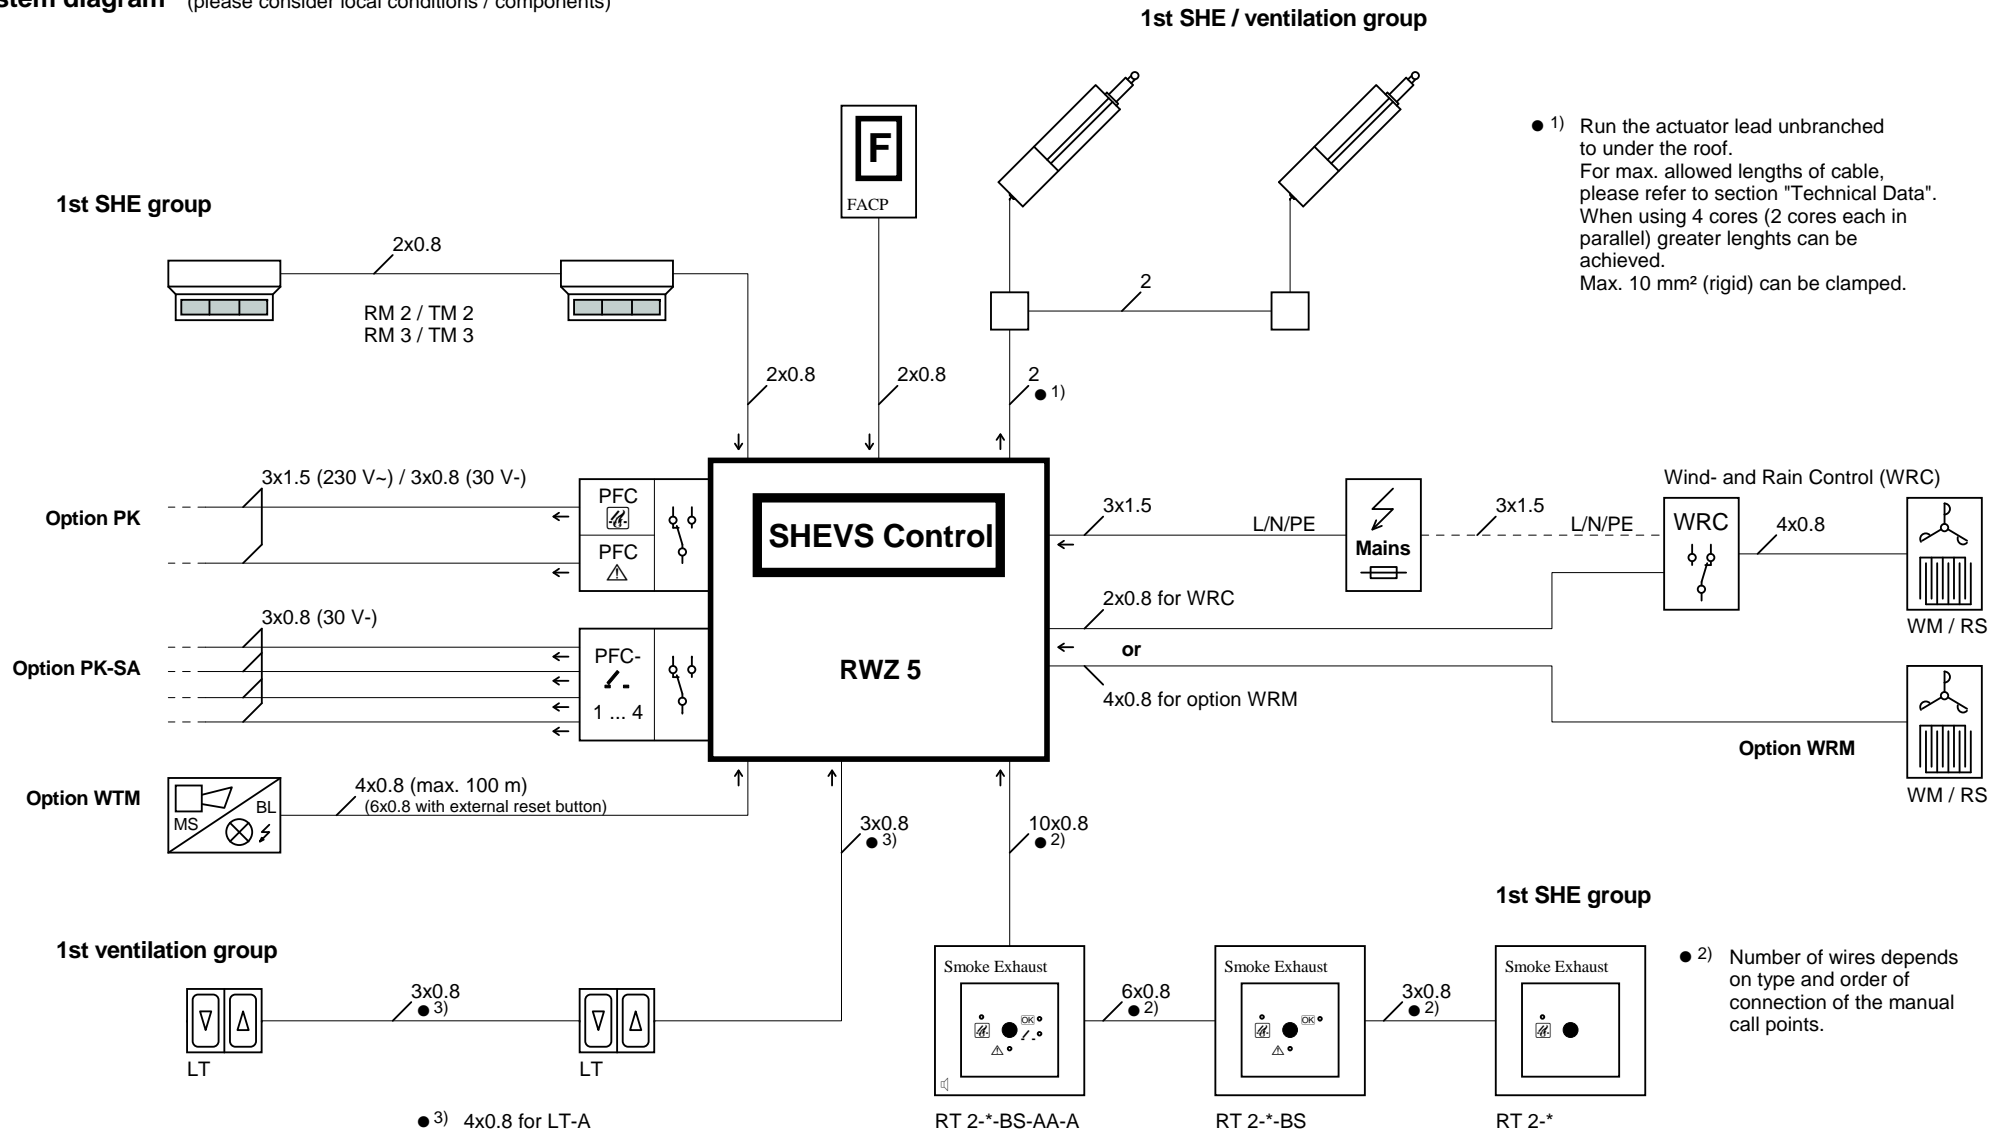 stem diagram (please consider local conditions / components)
1st SHE / ventilation group
F
FACP
● 1) Run the actuator lead unbranched
to under the roof.
For max. allowed lengths of cable,
please refer to section "Technical Data".
When using 4 cores (2 cores each in
parallel) greater lenghts can be
achieved.
Max. 10 mm² (rigid) can be clamped.
1st SHE group
2x0.8
RM 2 / TM 2
RM 3 / TM 3
2
2x0.8
2x0.8
2
● 1)
Option PK
3x1.5 (230 V~) / 3x0.8 (30 V-)
PFC
PFC
SHEVS Control
RWZ 5
3x1.5
L/N/PE
Mains
3x1.5
L/N/PE
Wind- and Rain Control (WRC)
WRC
4x0.8
WM / RS
2x0.8 for WRC
or
4x0.8 for option WRM
Option WRM
WM / RS
Option PK-SA
3x0.8 (30 V-)
PFC-
1 ... 4
Option WTM
MS
BL
4x0.8 (max. 100 m)
(6x0.8 with external reset button)
3x0.8
● 3)
10x0.8
● 2)
1st SHE group
1st ventilation group
LT
3x0.8
● 3)
LT
● 3) 4x0.8 for LT-A
Smoke Exhaust
OK
RT 2-*-BS-AA-A
6x0.8
● 2)
Smoke Exhaust
OK
RT 2-*-BS
3x0.8
● 2)
Smoke Exhaust
RT 2-*
● 2) Number of wires depends
on type and order of
connection of the manual
call points.